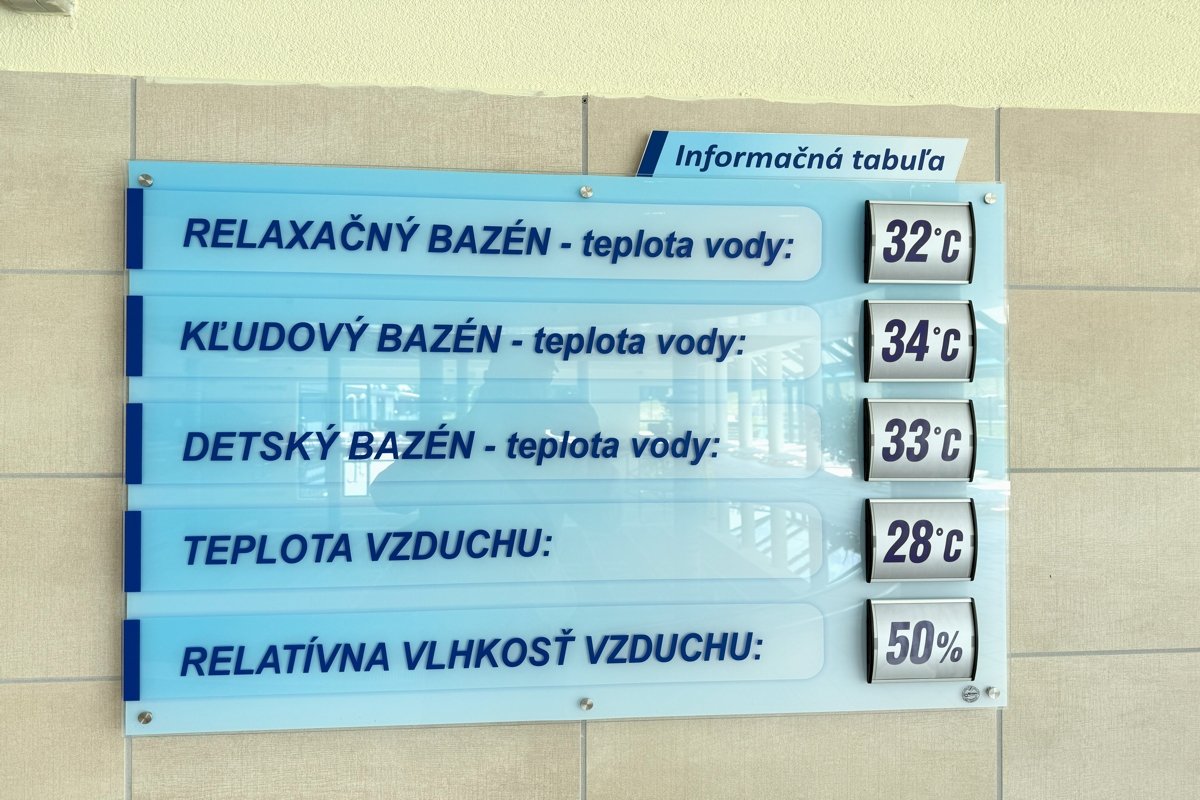 Informačná tabuľa
RELAXAČNÝ BAZÉN - teplota vody: 32°C
KĽUDOVÝ BAZÉN - teplota vody: 34°C
DETSKÝ BAZÉN - teplota vody: 33°C
TEPLOTA VZDUCHU: 28°C
RELATÍVNA VLHKOSŤ VZDUCHU: 50%